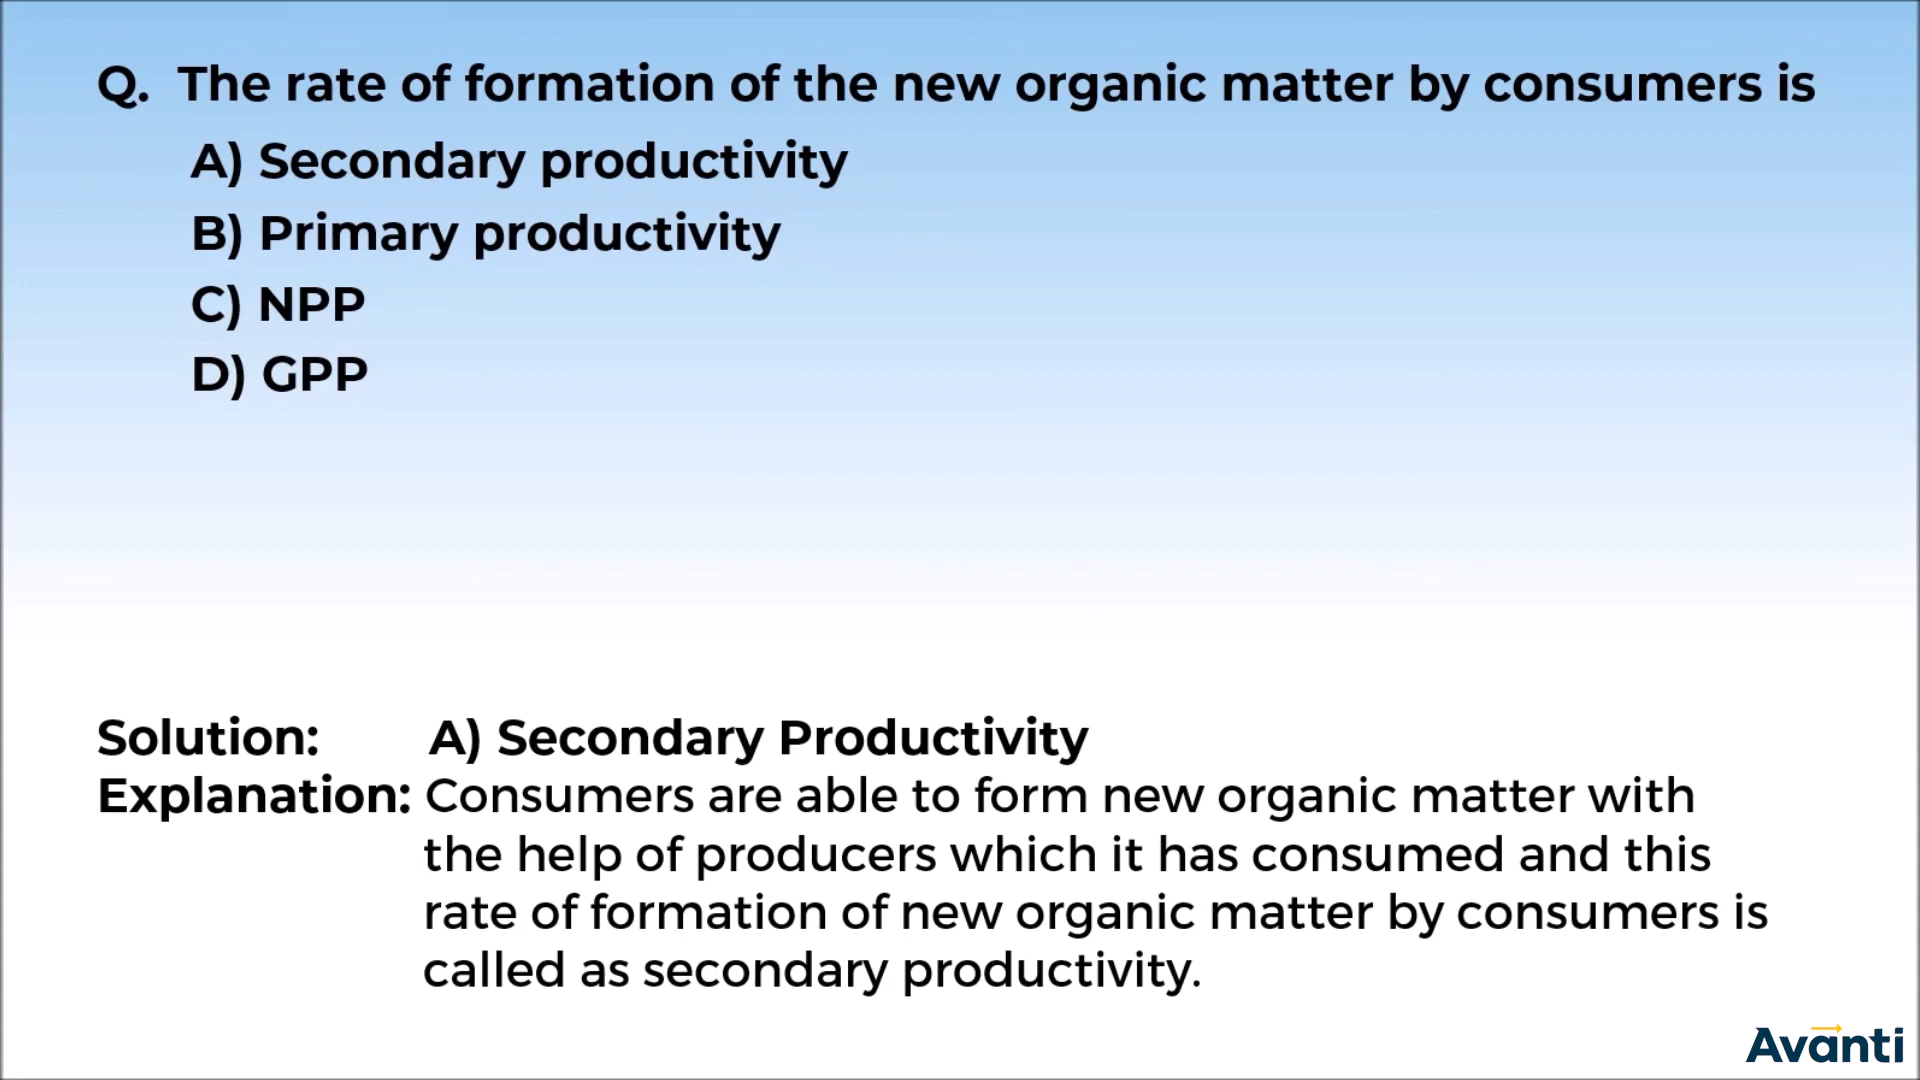 Q. The rate of formation of the new organic matter by consumers is
A) Secondary productivity
B) Primary productivity
C) NPP
D) GPP
Solution: A) Secondary Productivity
Explanation: Consumers are able to form new organic matter with
the help of producers which it has consumed and this
rate of formation of new organic matter by consumers is
called as secondary productivity.
Avanti